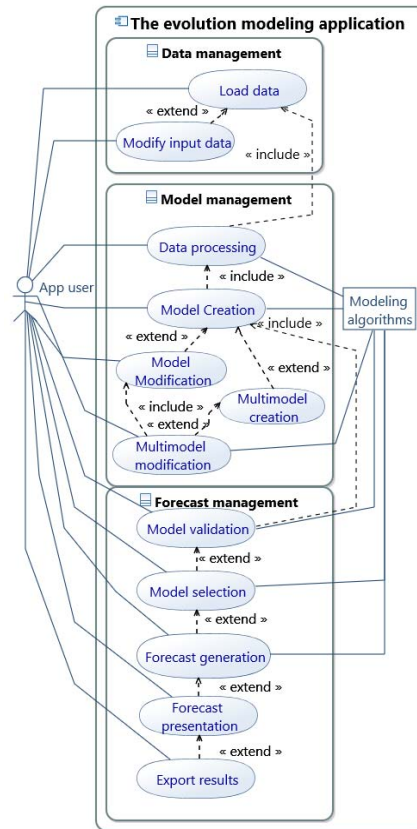 The evolution modeling application
Data management
Load data
« extend »
Modify input data
« include »
Model management
Data processing
« include »
App user
Model Creation
Modeling
algorithms
« include »
« extend »
Model
Modification
« extend »
« include »
Multimodel
creation
« extend »
Multimodel
modification
Forecast management
Model validation
« extend »
Model selection
« extend »
Forecast generation
« extend »
Forecast
presentation
« extend »
Export results